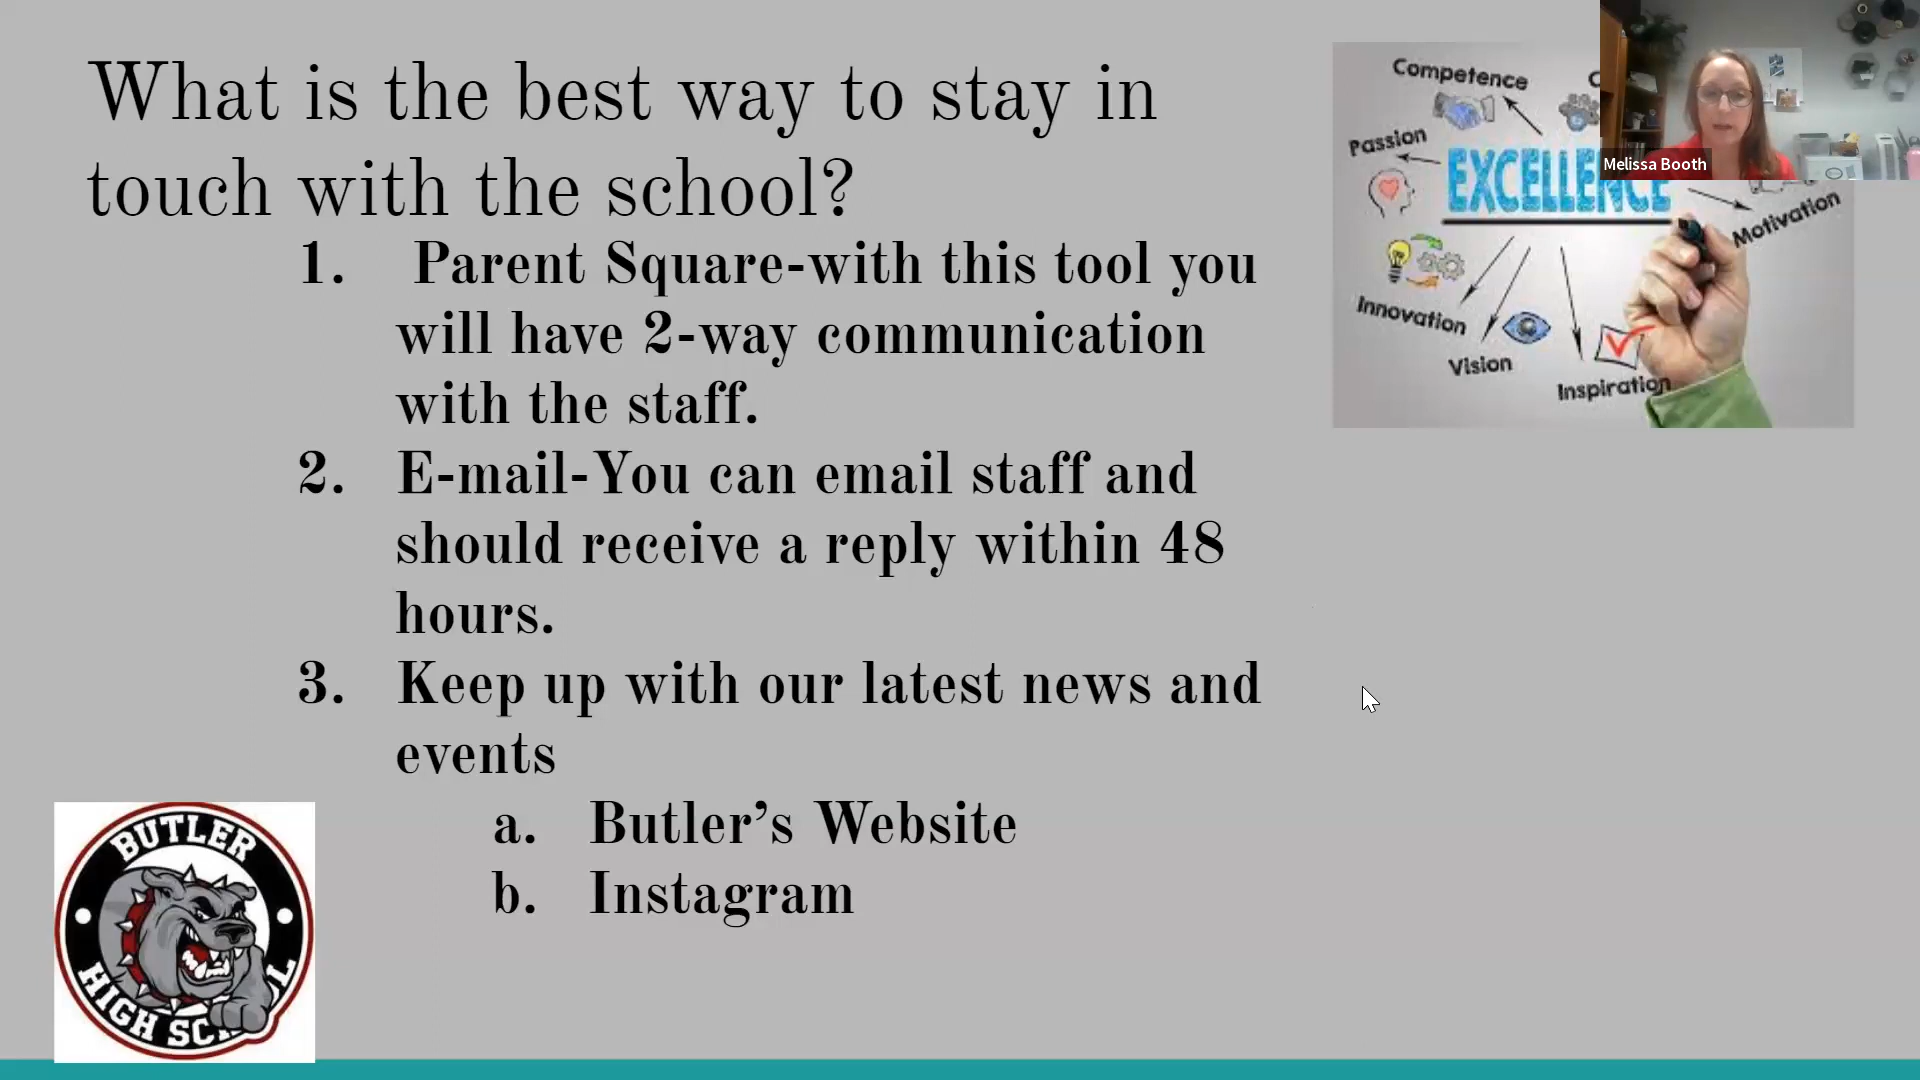 What is the best way to stay in
touch with the school?
1. Parent Square-with this tool you
will have 2-way communication
with the staff.
2. E-mail-You can email staff and
should receive a reply within 48
hours.
3. Keep up with our latest news and
events
a. Butler’s Website
b. Instagram
Competence
C
Passion
EXCELLENCE
Motivation
Innovation
Vision
Inspiration
Melissa Booth
BUTLER
HIGH SC L